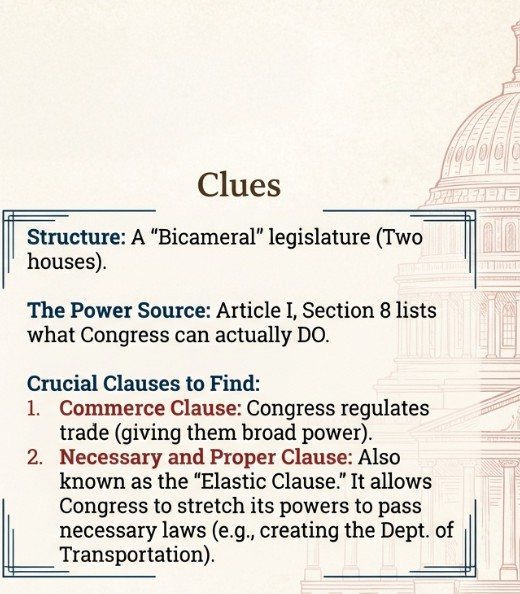 Clues
Structure: A “Bicameral” legislature (Two
houses).
The Power Source: Article I, Section 8 lists
what Congress can actually DO.
Crucial Clauses to Find:
1. Commerce Clause: Congress regulates
trade (giving them broad power).
2. Necessary and Proper Clause: Also
known as the “Elastic Clause.” It allows
Congress to stretch its powers to pass
necessary laws (e.g., creating the Dept. of
Transportation).